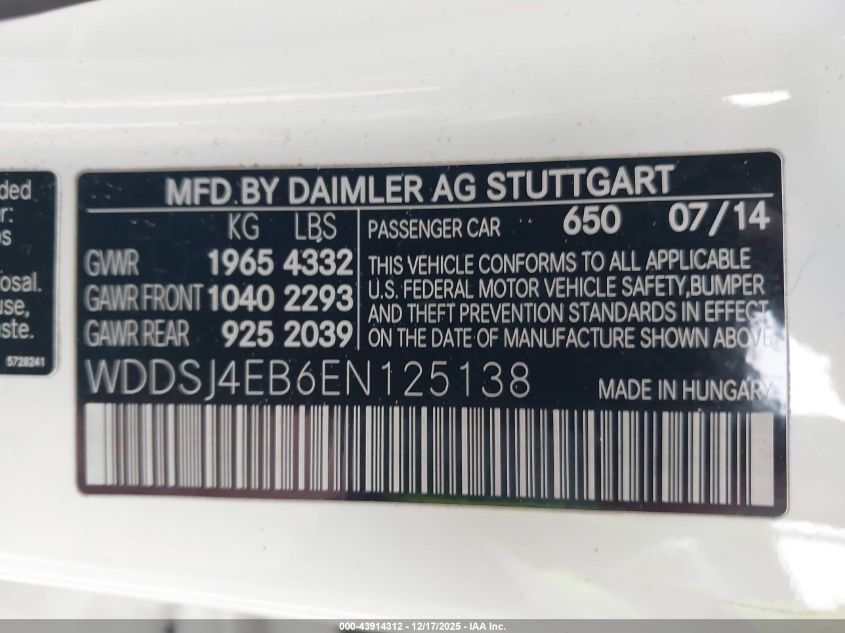 ded
r:
s
osal.
use,
ste.
5728241
MFD.BY DAIMLER AG STUTTGART
KG LBS
GVWR 1965 4332
GAWR FRONT 1040 2293
GAWR REAR 925 2039
PASSENGER CAR 650 07/14
THIS VEHICLE CONFORMS TO ALL APPLICABLE
U.S. FEDERAL MOTOR VEHICLE SAFETY,BUMPER
AND THEFT PREVENTION STANDARDS IN EFFECT
ON THE DATE OF MANUFACTURE SHOWN ABOVE
WDDSJ4EB6EN125138
MADE IN HUNGARY
000-43914312 - 12/17/2025 - IAA Inc.